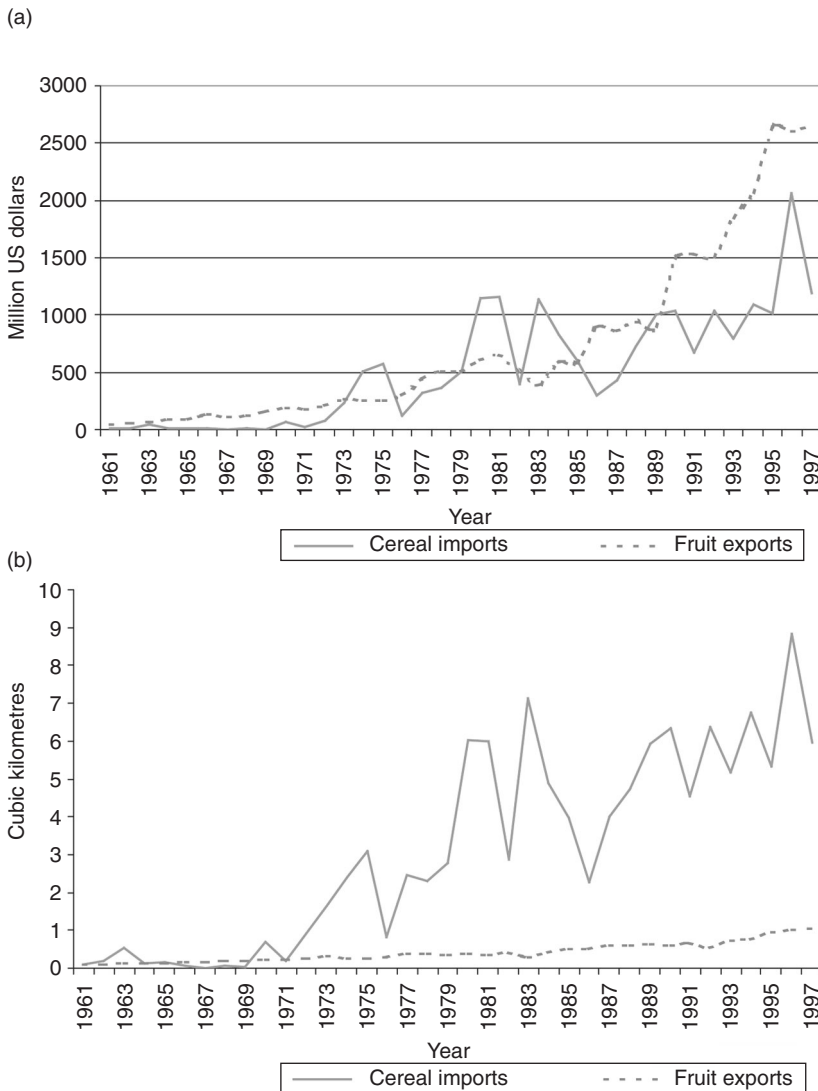 (a)
3000
2500
2000
1500
1000
500
0
Million US dollars
1961 1963 1965 1967 1969 1971 1973 1975 1977 1979 1981 1983 1985 1987 1989 1991 1993 1995 1997
Year
Cereal imports Fruit exports
(b)
10
9
8
7
6
5
4
3
2
1
0
Cubic kilometres
1961 1963 1965 1967 1969 1971 1973 1975 1977 1979 1981 1983 1985 1987 1989 1991 1993 1995 1997
Year
Cereal imports Fruit exports